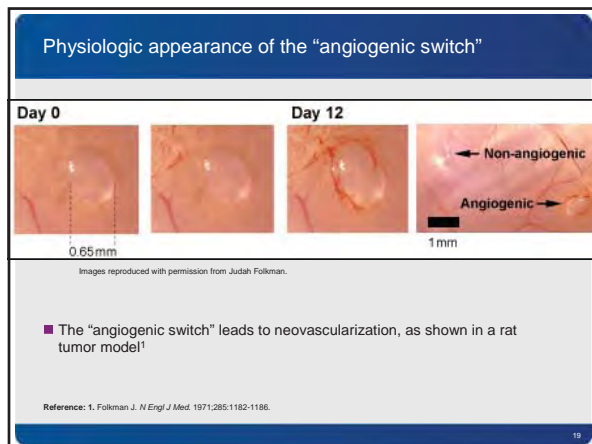 Physiologic appearance of the “angiogenic switch”
Day 0
Day 12
Non-angiogenic
Angiogenic
0.65mm
1mm
Images reproduced with permission from Judah Folkman.
The “angiogenic switch” leads to neovascularization, as shown in a rat
tumor model1
Reference: 1. Folkman J. N Engl J Med. 1971;285:1182-1186.
19